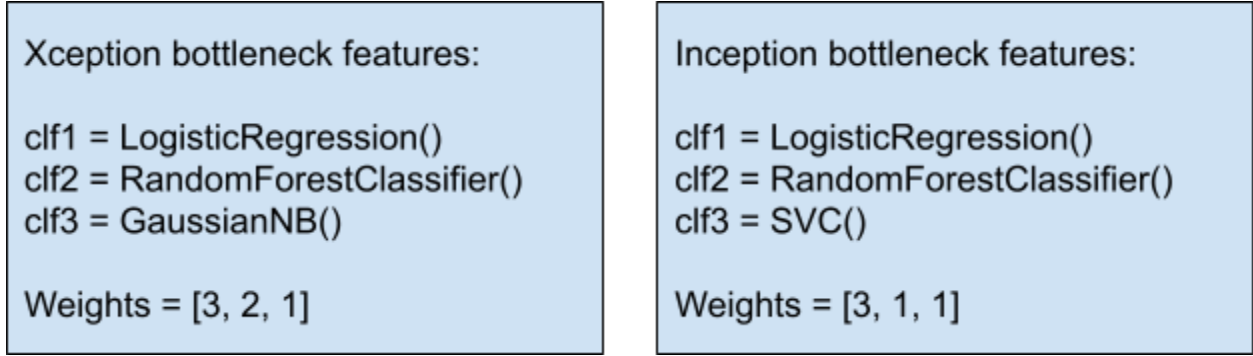 Xception bottleneck features:
clf1 = LogisticRegression()
clf2 = RandomForestClassifier()
clf3 = GaussianNB()
Weights = [3, 2, 1]
Inception bottleneck features:
clf1 = LogisticRegression()
clf2 = RandomForestClassifier()
clf3 = SVC()
Weights = [3, 1, 1]